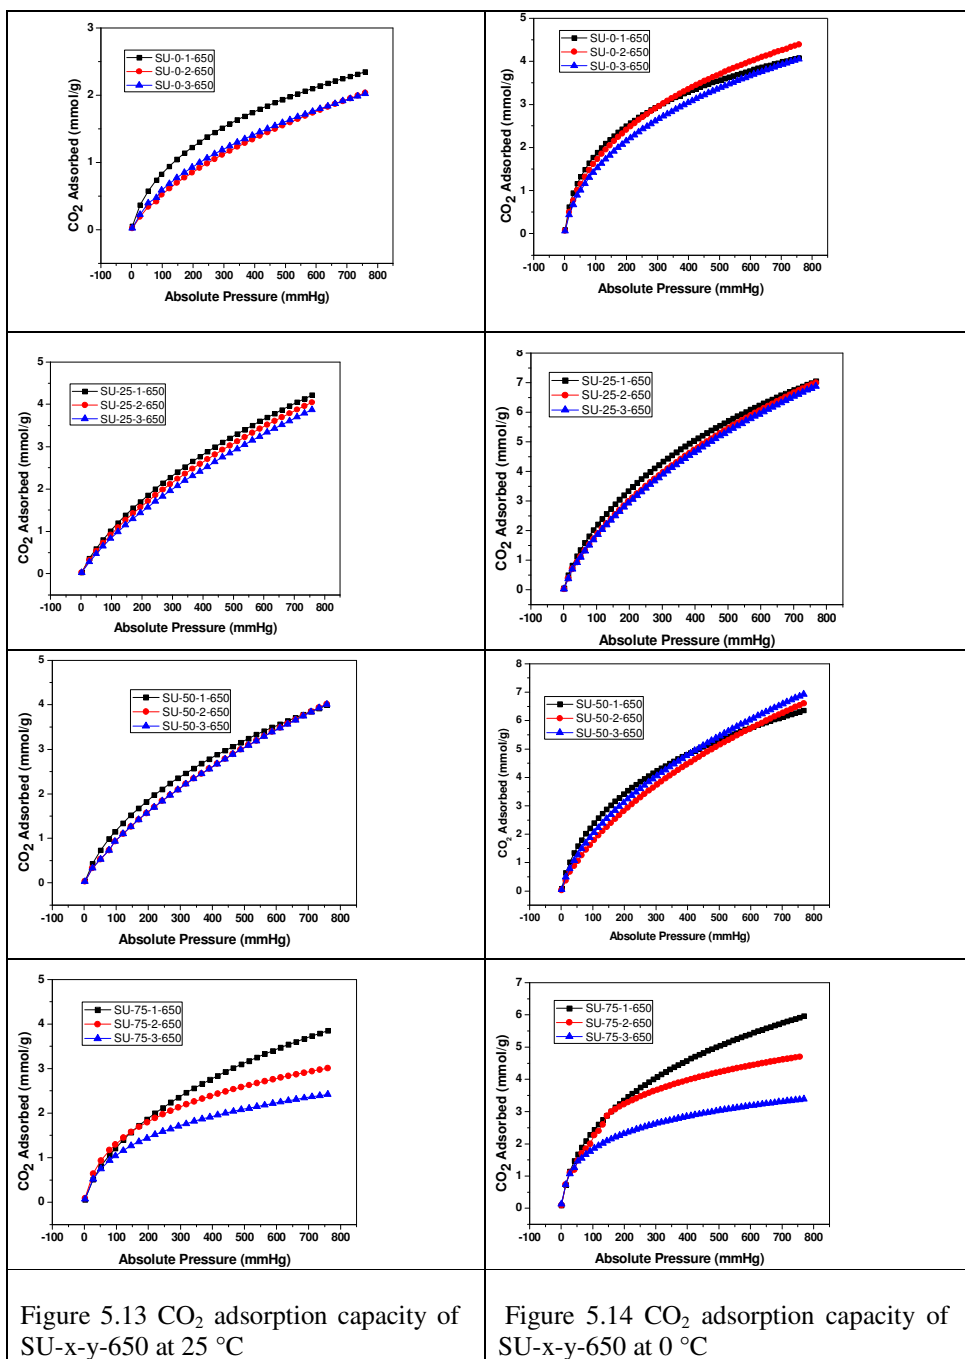 3
2
1
0
CO2 Adsorbed (mmol/g)
SU-0-1-650
SU-0-2-650
SU-0-3-650
-100 0 100 200 300 400 500 600 700 800
Absolute Pressure (mmHg)
5
4
3
2
1
0
CO2 Adsorbed (mmol/g)
SU-0-1-650
SU-0-2-650
SU-0-3-650
-100 0 100 200 300 400 500 600 700 800
Absolute Pressure (mmHg)
5
4
3
2
1
0
CO2 Adsorbed (mmol/g)
SU-25-1-650
SU-25-2-650
SU-25-3-650
-100 0 100 200 300 400 500 600 700 800
Absolute Pressure (mmHg)
8
7
6
5
4
3
2
1
0
CO2 Adsorbed (mmol/g)
SU-25-1-650
SU-25-2-650
SU-25-3-650
-100 0 100 200 300 400 500 600 700 800
Absolute Pressure (mmHg)
5
4
3
2
1
0
CO2 Adsorbed (mmol/g)
SU-50-1-650
SU-50-2-650
SU-50-3-650
-100 0 100 200 300 400 500 600 700 800
Absolute Pressure (mmHg)
8
7
6
5
4
3
2
1
0
CO2 Adsorbed (mmol/g)
SU-50-1-650
SU-50-2-650
SU-50-3-650
-100 0 100 200 300 400 500 600 700 800
Absolute Pressure (mmHg)
5
4
3
2
1
0
CO2 Adsorbed (mmol/g)
SU-75-1-650
SU-75-2-650
SU-75-3-650
-100 0 100 200 300 400 500 600 700 800
Absolute Pressure (mmHg)
7
6
5
4
3
2
1
0
CO2 Adsorbed (mmol/g)
SU-75-1-650
SU-75-2-650
SU-75-3-650
-100 0 100 200 300 400 500 600 700 800
Absolute Pressure (mmHg)
Figure 5.13 CO2 adsorption capacity of
SU-x-y-650 at 25 °C
Figure 5.14 CO2 adsorption capacity of
SU-x-y-650 at 0 °C